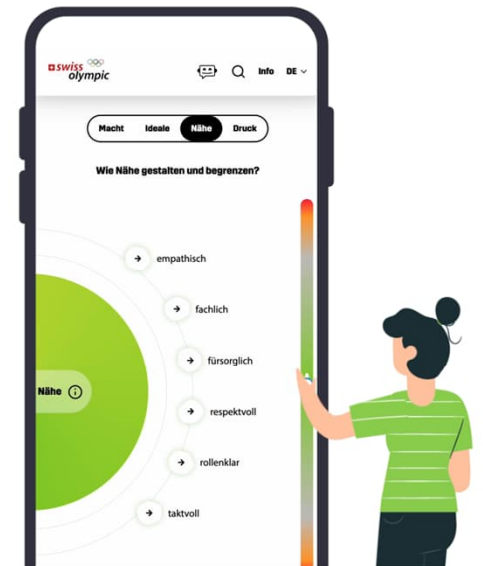 swiss
olympic
Info DE
Macht Ideale Nähe Druck
Wie Nähe gestalten und begrenzen?
empathisch
fachlich
fürsorglich
Nähe
respektvoll
rollenklar
taktvoll